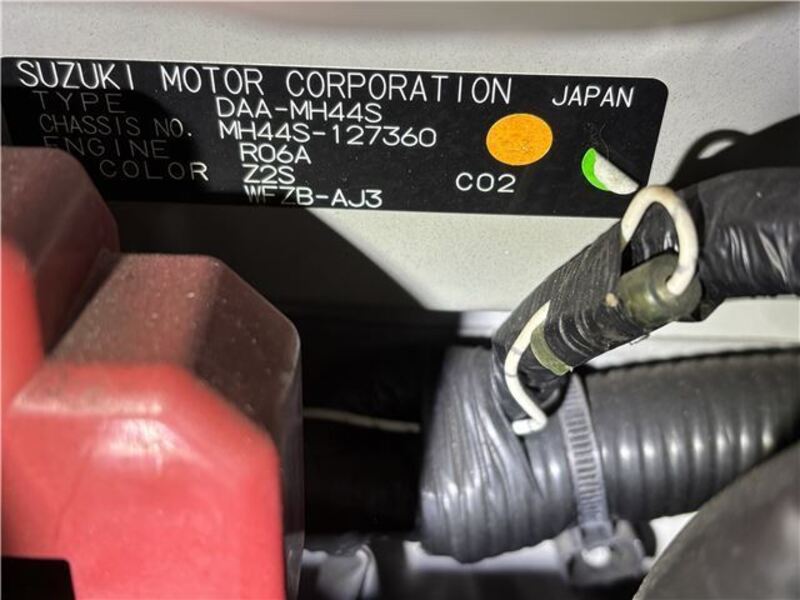 SUZUKI MOTOR CORPORATION JAPAN
TYPE DAA-MH44S
CHASSIS NO. MH44S-127360
ENGINE R06A
COLOR Z2S C02
WFZB-AJ3